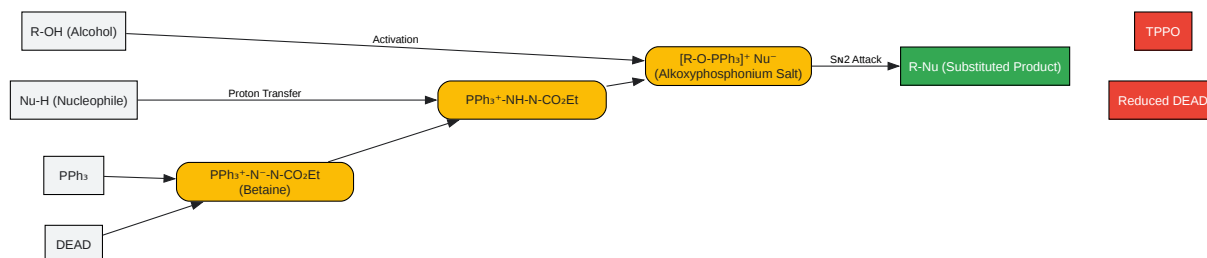 R-OH (Alcohol)
Activation
Nu-H (Nucleophile)
Proton Transfer
PPh₃
DEAD
PPh₃⁺-N⁻-N-CO₂Et
(Betaine)
PPh₃⁺-NH-N-CO₂Et
[R-O-PPh₃]⁺ Nu⁻
(Alkoxyphosphonium Salt)
Sɴ2 Attack
R-Nu (Substituted Product)
TPPO
Reduced DEAD